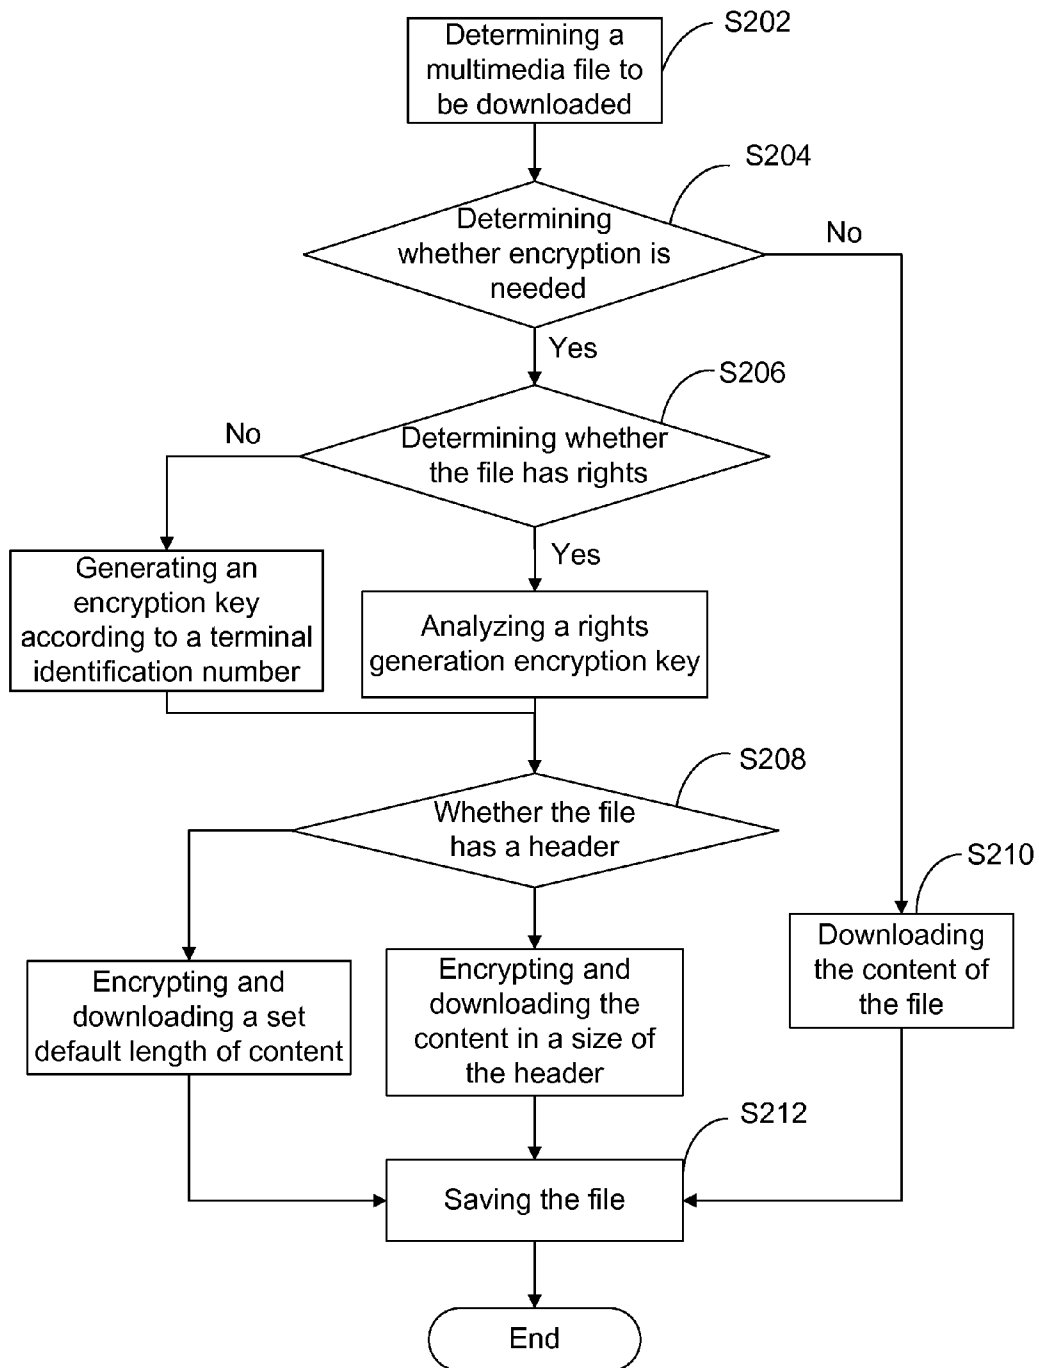 Determining a
multimedia file to
be downloaded
S202
S204
Determining
whether encryption is
needed
No
Yes
S206
Determining whether
the file has rights
No
Yes
Generating an
encryption key
according to a terminal
identification number
Analyzing a rights
generation encryption key
S208
Whether the file
has a header
S210
Downloading
the content of
the file
Encrypting and
downloading a set
default length of content
Encrypting and
downloading the
content in a size of
the header
S212
Saving the file
End